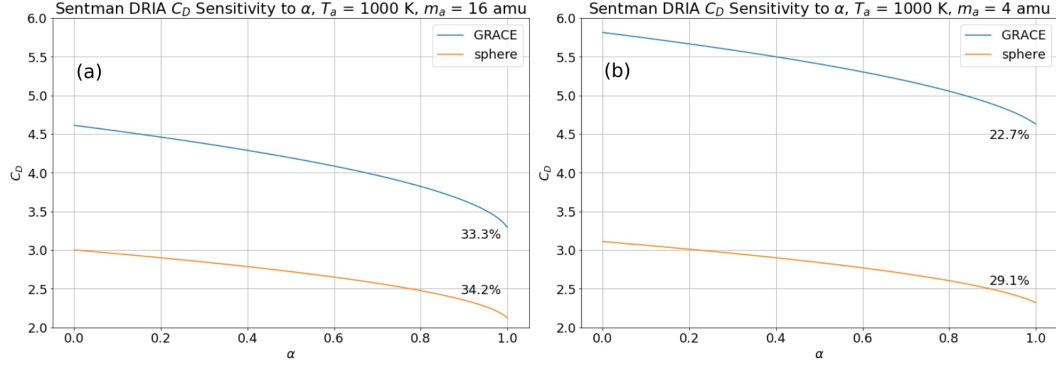 Sentman DRIA C_D Sensitivity to α, T_a = 1000 K, m_a = 16 amu
6.0
5.5
5.0
4.5
4.0
3.5
3.0
2.5
2.0
C_D
(a)
GRACE
sphere
33.3%
34.2%
0.0 0.2 0.4 0.6 0.8 1.0
α
Sentman DRIA C_D Sensitivity to α, T_a = 1000 K, m_a = 4 amu
6.0
5.5
5.0
4.5
4.0
3.5
3.0
2.5
2.0
C_D
(b)
GRACE
sphere
22.7%
29.1%
0.0 0.2 0.4 0.6 0.8 1.0
α